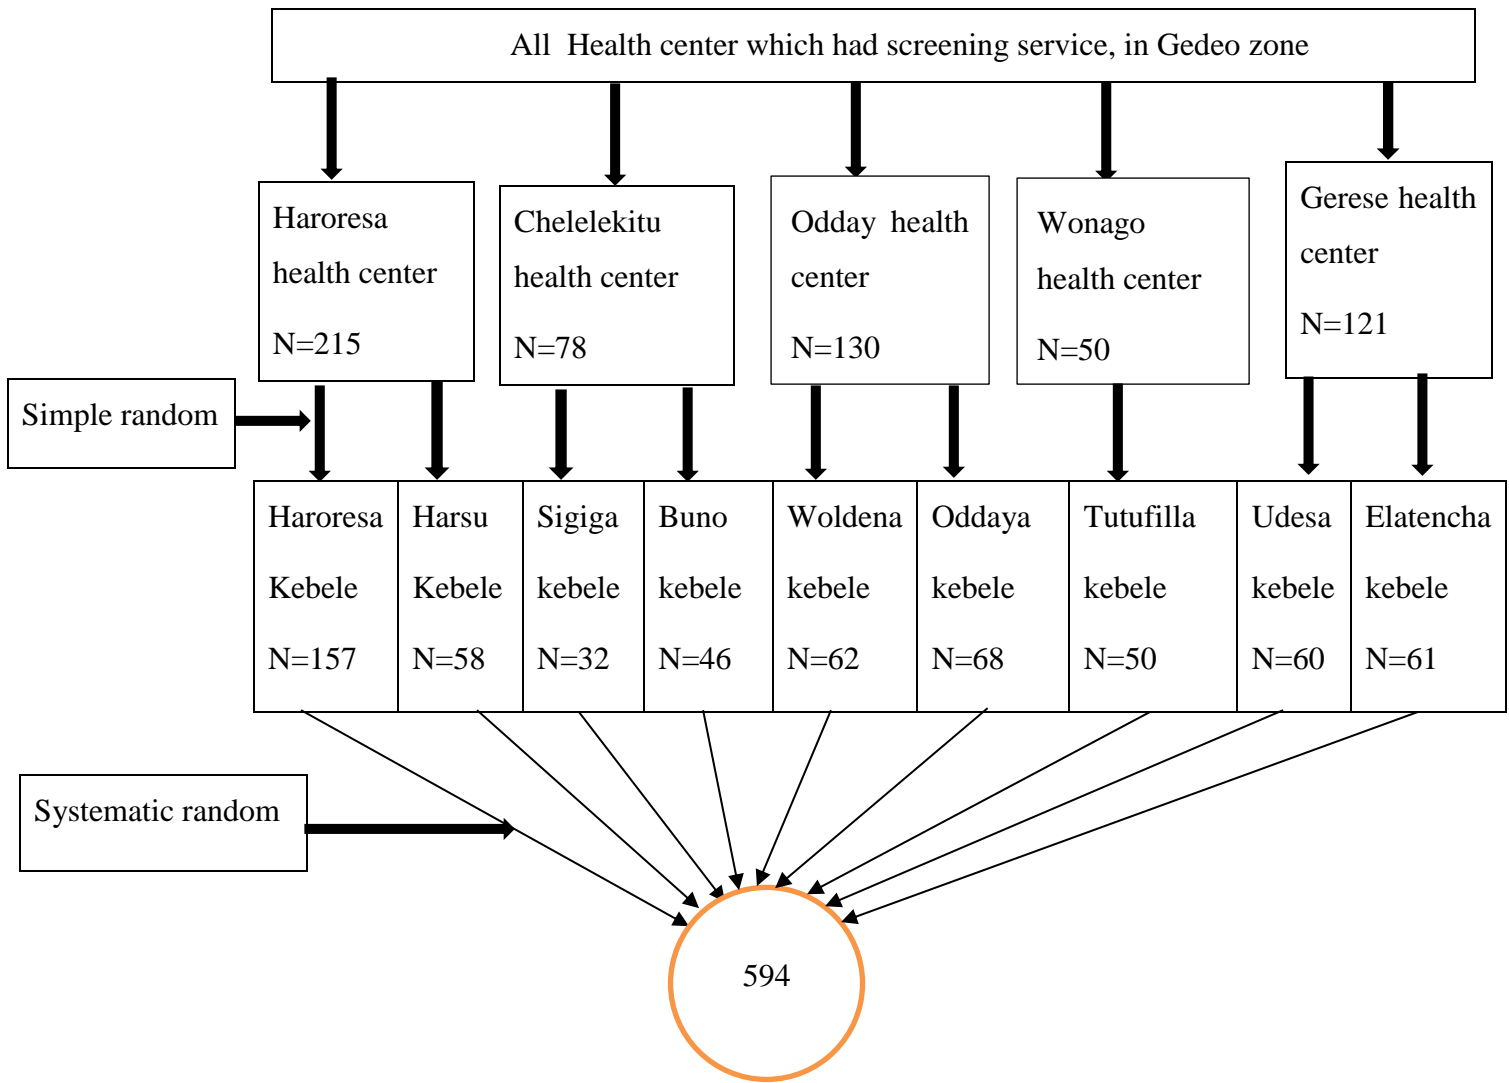 All Health center which had screening service, in Gedeo zone
Haroresa
health center
N=215
Chelelekitu
health center
N=78
Odday health
center
N=130
Wonago
health center
N=50
Gerese health
center
N=121
Simple random
Haroresa
Kebele
N=157
Harsu
Kebele
N=58
Sigiga
kebele
N=32
Buno
kebele
N=46
Woldena
kebele
N=62
Oddaya
kebele
N=68
Tutufilla
kebele
N=50
Udesa
kebele
N=60
Elatencha
kebele
N=61
Systematic random
594